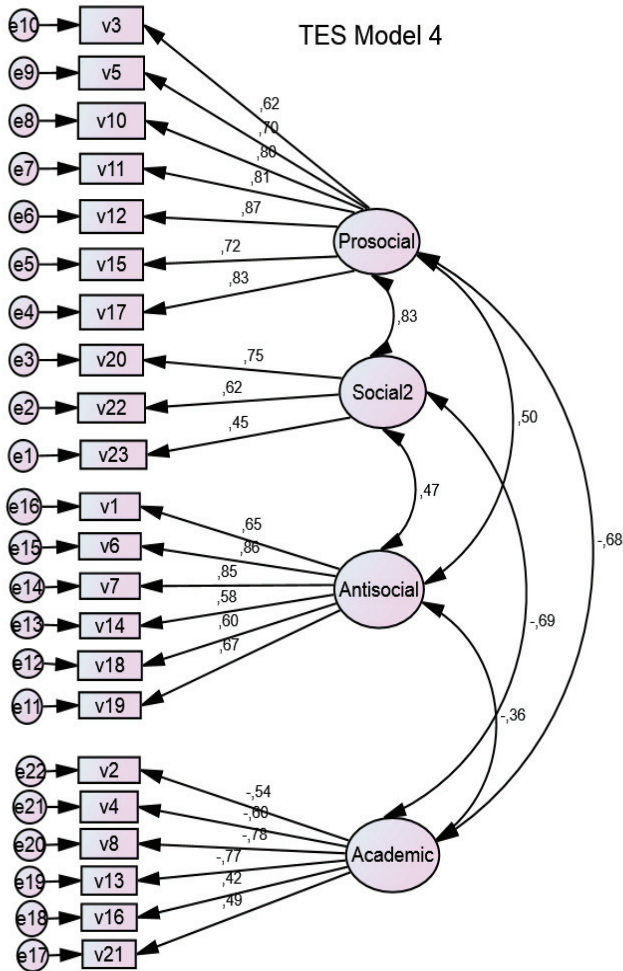 TES Model 4
e10 v3
,62
e9 v5
,70
e8 v10
,80
e7 v11
,81
e6 v12
,87
e5 v15
,72
e4 v17
,83
Prosocial
,83
e3 v20
,75
e2 v22
,62
e1 v23
,45
Social2
,50
,47
e16 v1
,65
e15 v6
,86
e14 v7
,85
e13 v14
,58
e12 v18
,60
e11 v19
,67
Antisocial
-,68
-,69
-,36
e22 v2
-,54
e21 v4
-,60
e20 v8
-,78
e19 v13
-,77
e18 v16
,42
e17 v21
,49
Academic